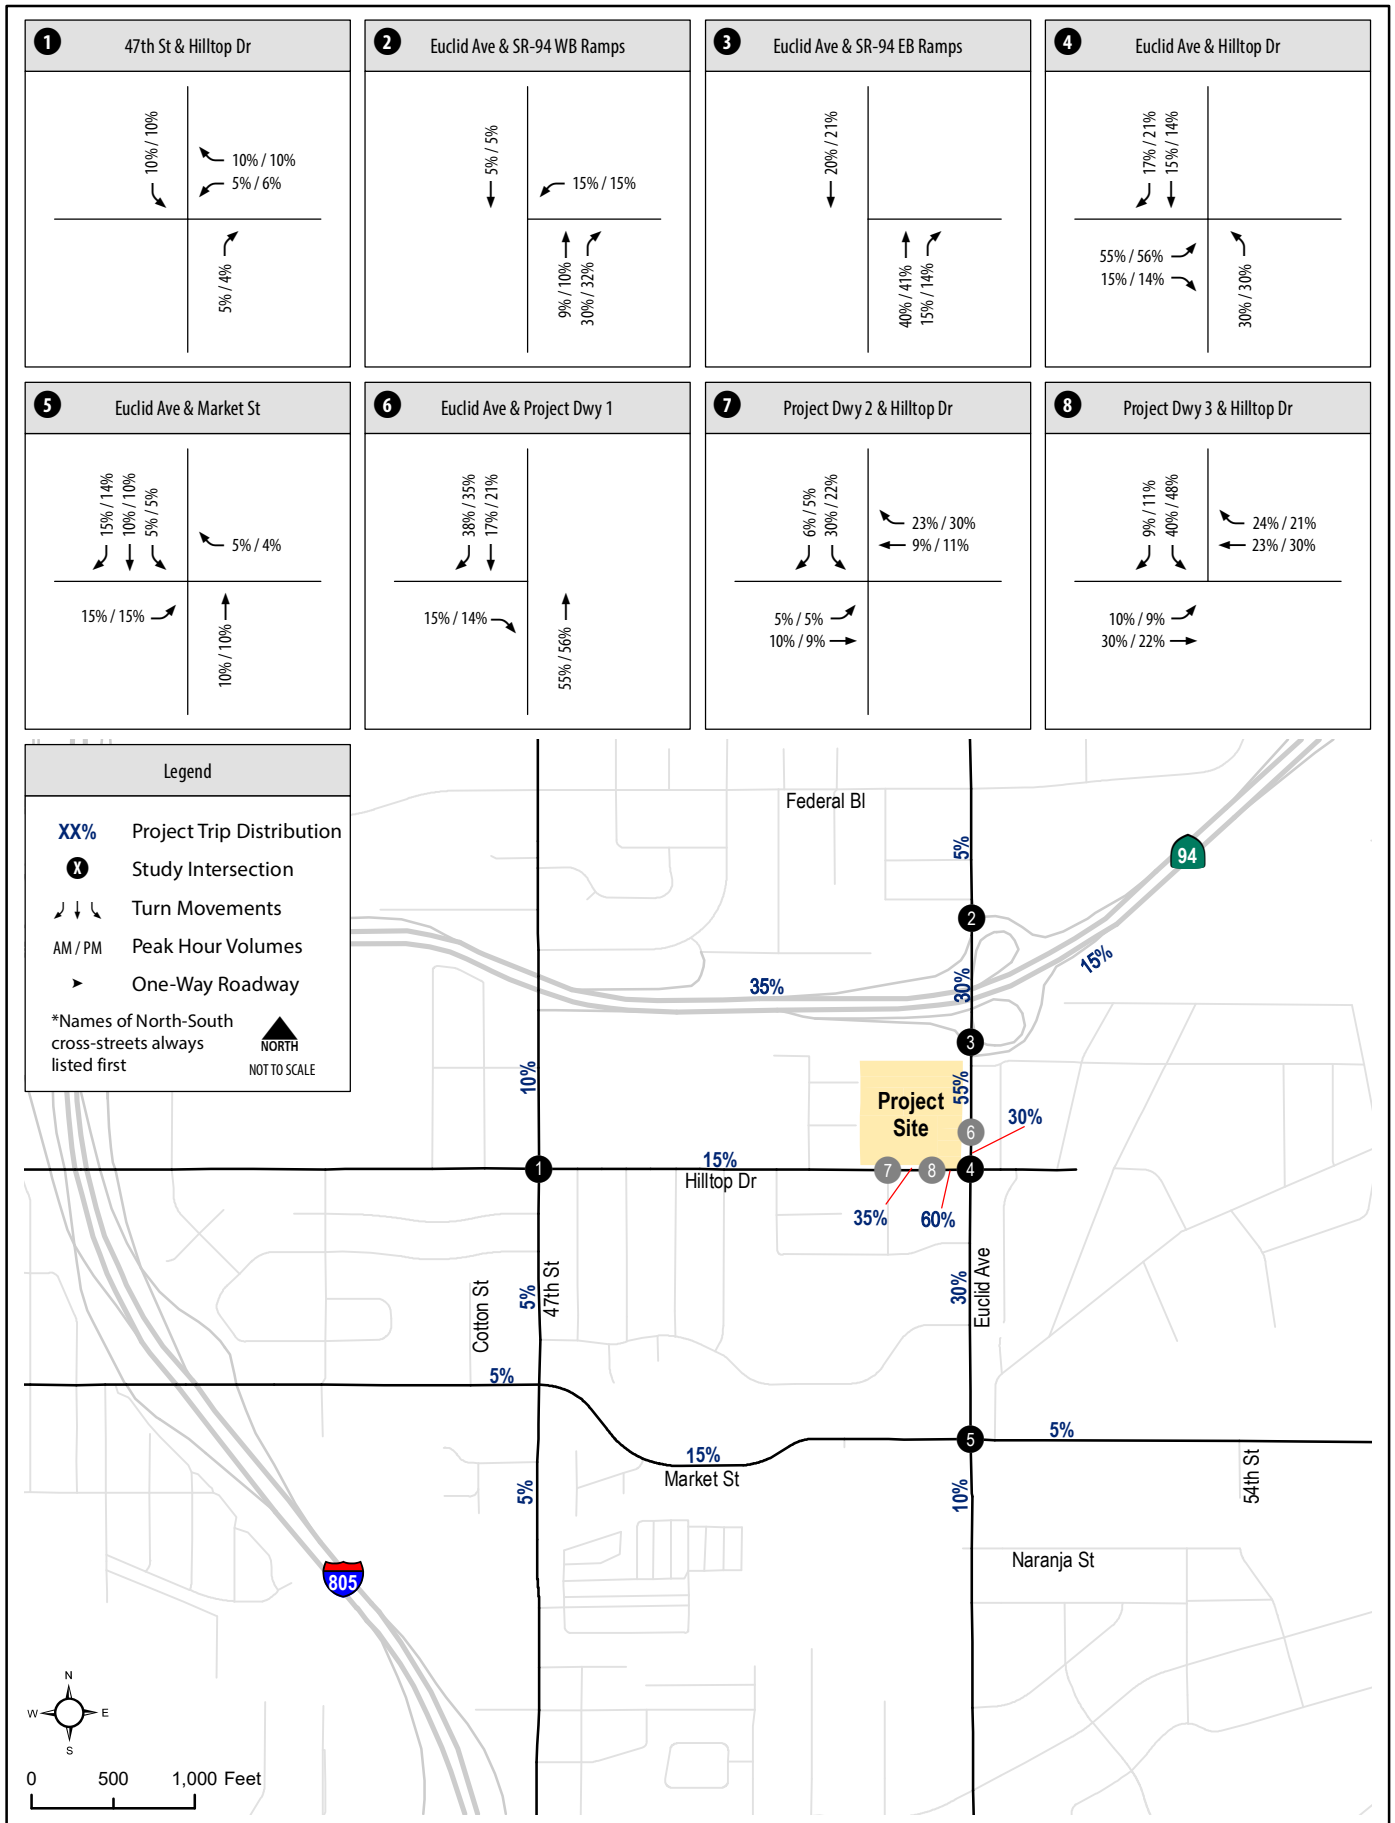 1 47th St & Hilltop Dr
10% / 10%
10% / 10%
5% / 6%
5% / 4%
2 Euclid Ave & SR-94 WB Ramps
5% / 5%
15% / 15%
9% / 10%
30% / 32%
3 Euclid Ave & SR-94 EB Ramps
20% / 21%
40% / 41%
15% / 14%
4 Euclid Ave & Hilltop Dr
17% / 21%
15% / 14%
55% / 56%
15% / 14%
30% / 30%
5 Euclid Ave & Market St
15% / 14%
10% / 10%
5% / 5%
5% / 4%
15% / 15%
10% / 10%
6 Euclid Ave & Project Dwy 1
38% / 35%
17% / 21%
15% / 14%
55% / 56%
7 Project Dwy 2 & Hilltop Dr
6% / 5%
30% / 22%
23% / 30%
9% / 11%
5% / 5%
10% / 9%
8 Project Dwy 3 & Hilltop Dr
9% / 11%
40% / 48%
24% / 21%
23% / 30%
10% / 9%
30% / 22%
Legend
XX% Project Trip Distribution
X Study Intersection
Turn Movements
AM / PM Peak Hour Volumes
One-Way Roadway
*Names of North-South
cross-streets always
listed first
NORTH
NOT TO SCALE
Federal Bl
5%
94
2
15%
35%
30%
3
10%
55%
Project
Site
30%
6
1
15%
Hilltop Dr
7
8
4
35%
60%
Cotton St
5%
47th St
30%
Euclid Ave
5%
5
5%
15%
Market St
5%
10%
54th St
Naranja St
805
N
W
E
S
0 500 1,000 Feet